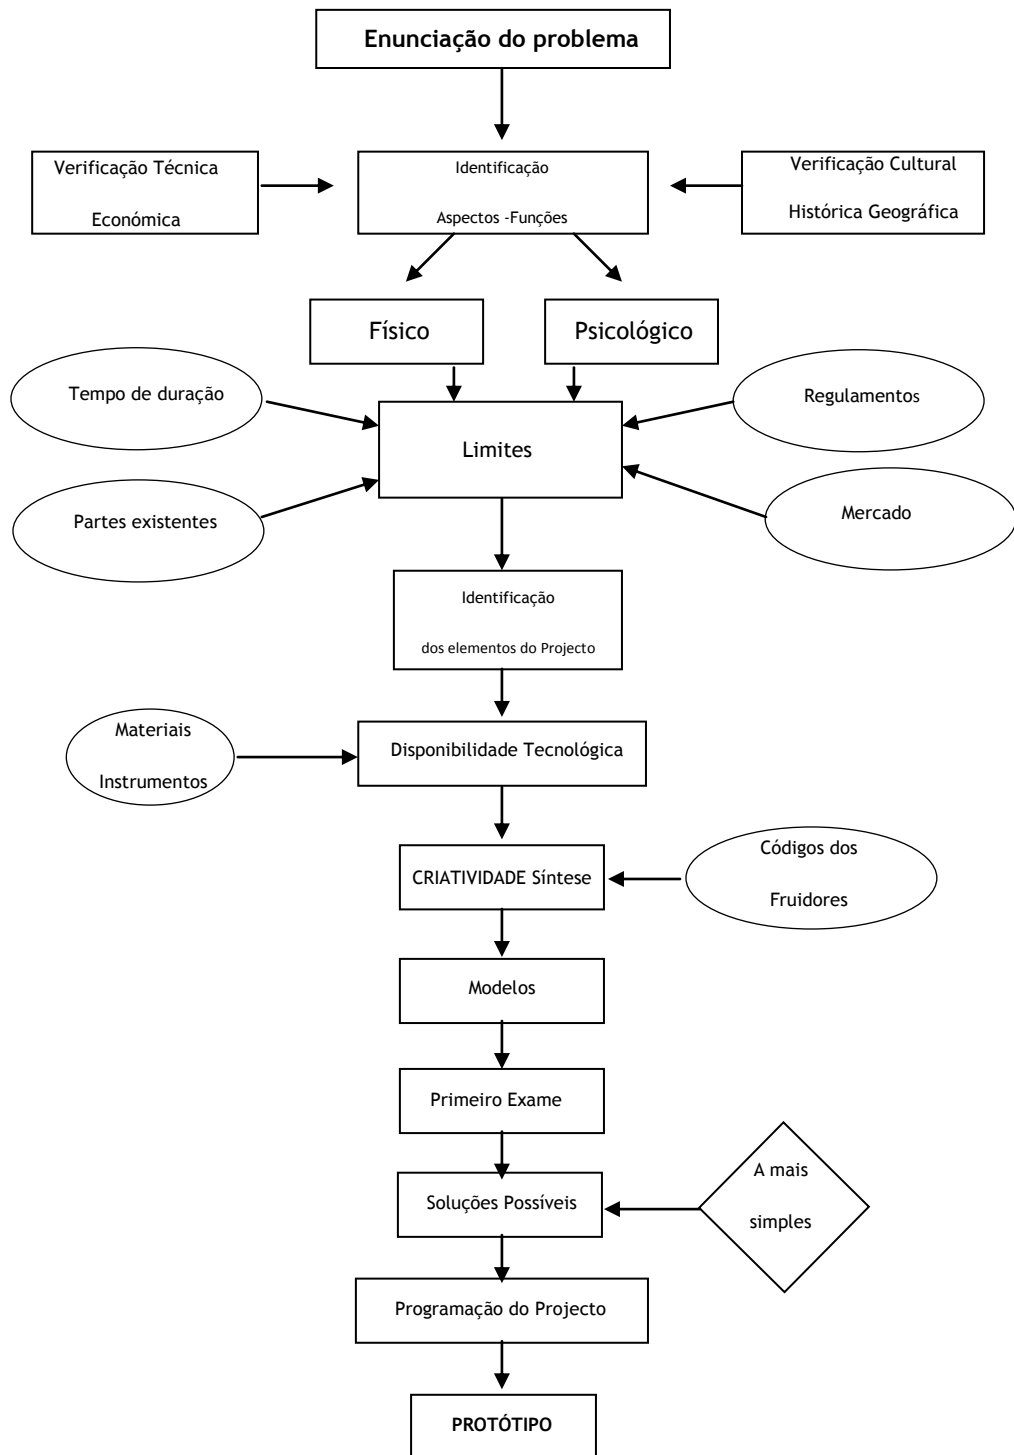 Enunciação do problema
Verificação Técnica
Económica
Identificação
Aspectos -Funções
Verificação Cultural
Histórica Geográfica
Físico
Psicológico
Tempo de duração
Regulamentos
Limites
Partes existentes
Mercado
Identificação
dos elementos do Projecto
Materiais
Instrumentos
Disponibilidade Tecnológica
CRIATIVIDADE Síntese
Códigos dos
Fruidores
Modelos
Primeiro Exame
Soluções Possíveis
A mais
simples
Programação do Projecto
PROTÓTIPO